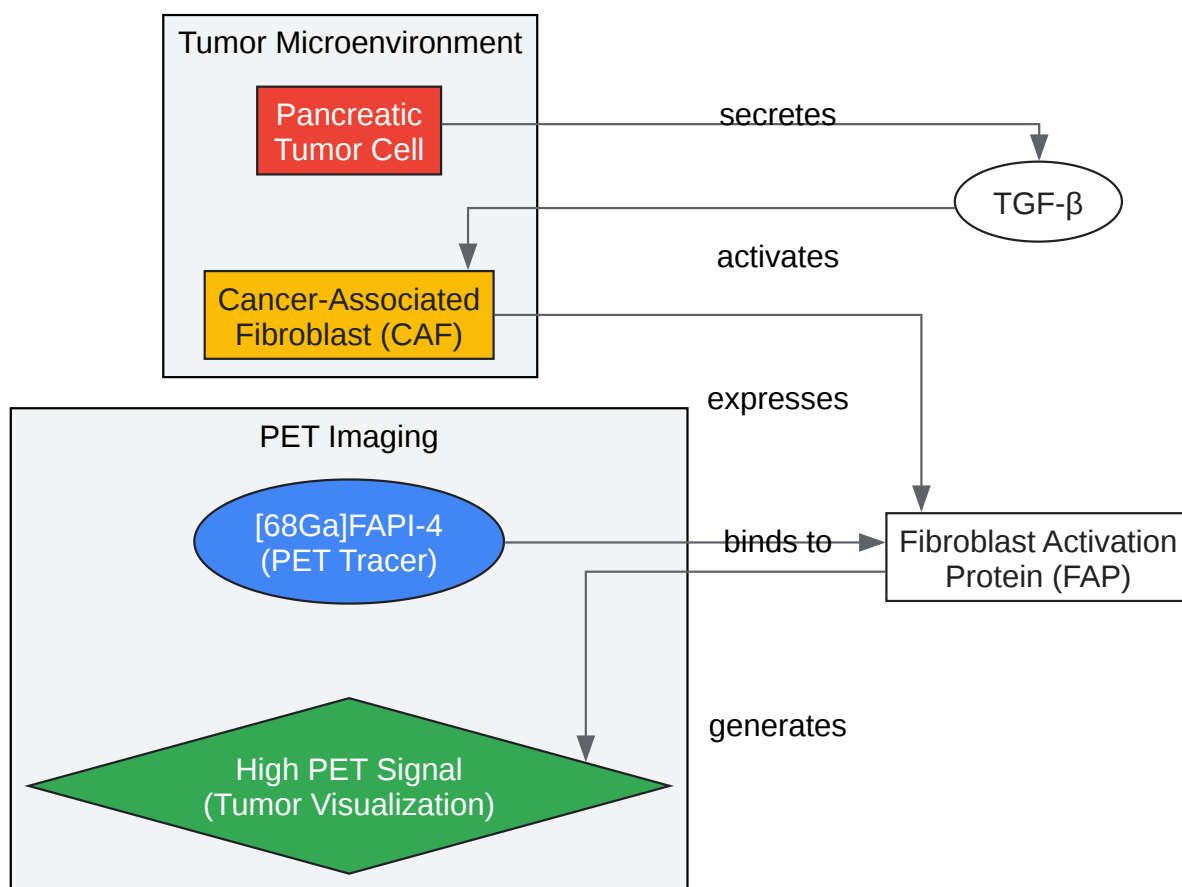 Tumor Microenvironment
Pancreatic
Tumor Cell
secretes
TGF-β
activates
Cancer-Associated
Fibroblast (CAF)
expresses
PET Imaging
[68Ga]FAPI-4
(PET Tracer)
binds to
Fibroblast Activation
Protein (FAP)
generates
High PET Signal
(Tumor Visualization)